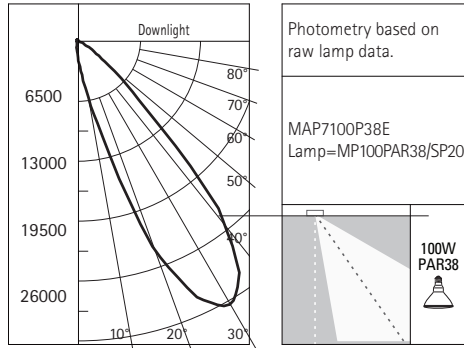 Downlight
6500
13000
19500
26000
80°
70°
60°
50°
40°
30°
20°
10°
Photometry based on
raw lamp data.
MAP7100P38E
Lamp=MP100PAR38/SP20
100W
PAR38